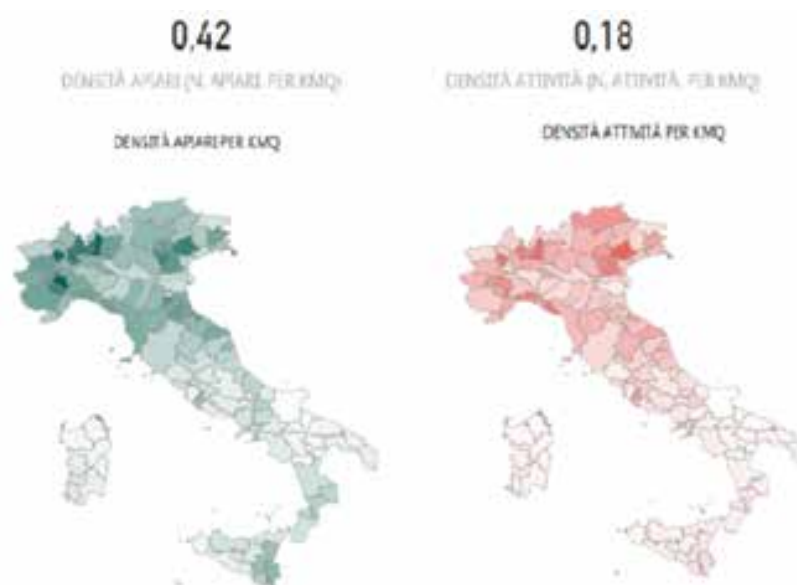 0,42
DENSITÀ APIARI (N. APIARI PER KMQ)
DENSITÀ APIARI PER KMQ
0,18
DENSITÀ ATTIVITÀ (N. ATTIVITÀ PER KMQ)
DENSITÀ ATTIVITÀ PER KMQ